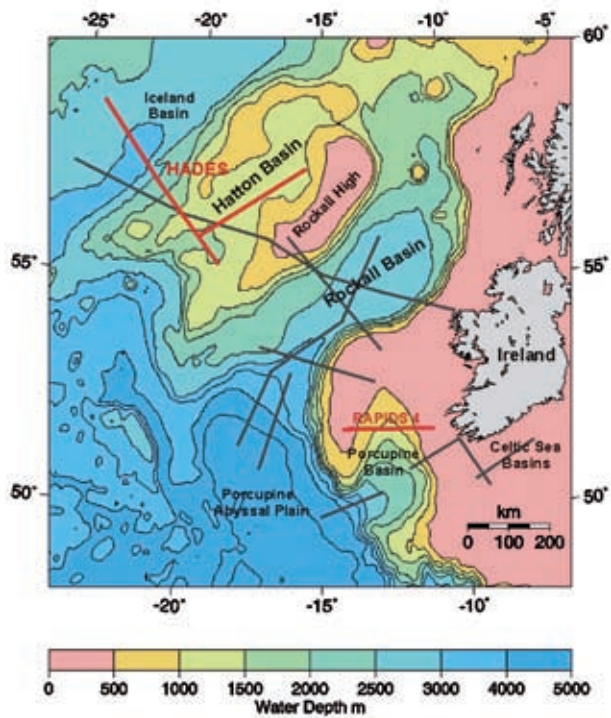 -25° -20° -15° -10° -5°
60°
Iceland
Basin
HADES
Hatton Basin
Rockall High
55° 55°
Rockall Basin
Ireland
RAPIDS 4
Porcupine
Basin
Celtic Sea
Basins
Porcupine
Abyssal Plain
50° 50°
km
0 100 200
-20° -15° -10°
0 500 1000 1500 2000 2500 3000 4000 5000
Water Depth m